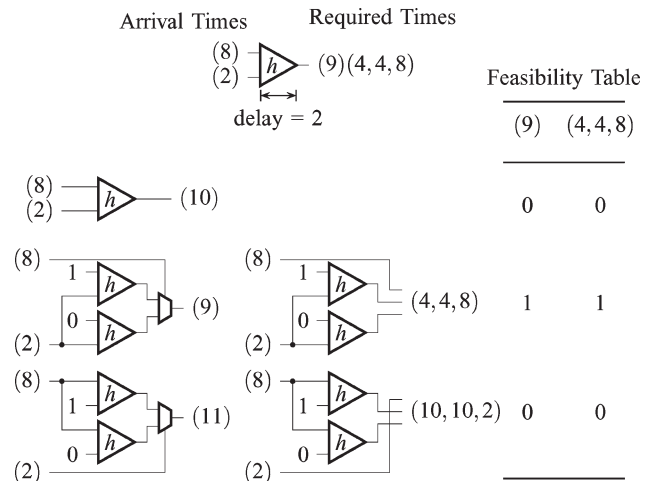 Arrival Times Required Times
(8)
(2)
h
(9)(4, 4, 8)
delay = 2
Feasibility Table
(9) (4, 4, 8)
(8)
(2)
h
(10)
0 0
(8)
1
h
0
h
(2)
(9)
(8)
1
h
0
h
(2)
(4, 4, 8)
1 1
(8)
h
1
h
0
(2)
(11)
(8)
h
1
h
0
(2)
(10, 10, 2)
0 0